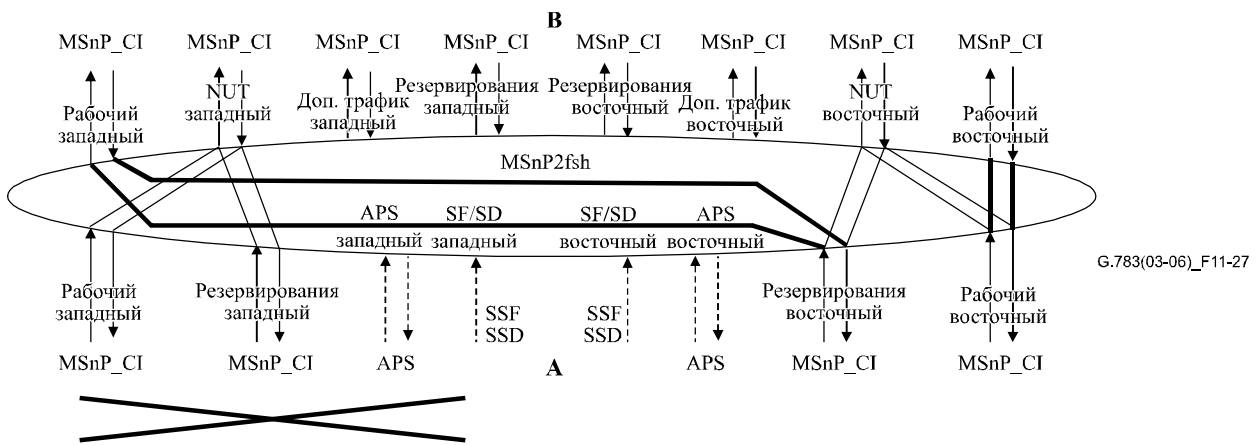 B
MSnP_CI MSnP_CI MSnP_CI MSnP_CI MSnP_CI MSnP_CI MSnP_CI MSnP_CI
Рабочий западный
NUT западный
Доп. трафик западный
Резервирования западный
Резервирования восточный
Доп. трафик восточный
NUT восточный
Рабочий восточный
MSnP2fsh
APS SF/SD SF/SD APS
западный западный восточный восточный
G.783(03-06)_F11-27
Рабочий западный
Резервирования западный
SSF
SSD
SSF
SSD
Резервирования восточный
Рабочий восточный
MSnP_CI MSnP_CI APS A APS MSnP_CI MSnP_CI